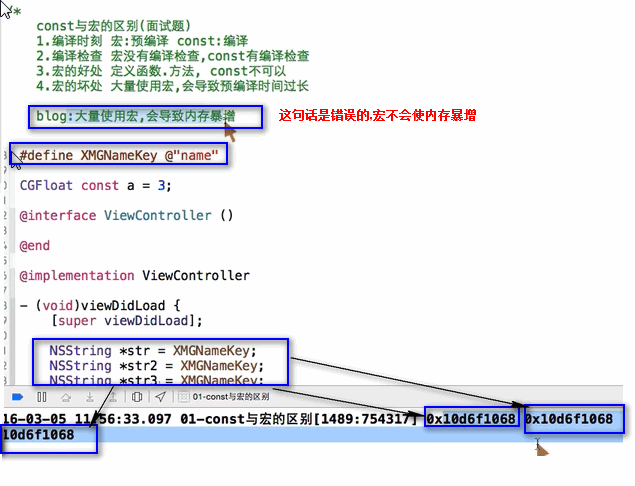 *
const与宏的区别(面试题)
1.编译时刻 宏:预编译 const:编译
2.编译检查 宏没有编译检查,const有编译检查
3.宏的好处 定义函数.方法, const不可以
4.宏的坏处 大量使用宏,会导致预编译时间过长
blog:大量使用宏,会导致内存暴增
这句话是错误的,宏不会使内存暴增
#define XMGNameKey @"name"
CGFloat const a = 3;
@interface ViewController ()
@end
@implementation ViewController
- (void)viewDidLoad {
[super viewDidLoad];
NSString *str = XMGNameKey;
NSString *str2 = XMGNameKey;
NSString *str3 = XMGNameKey;
01-const与宏的区别
16-03-05 11:56:33.097 01-const与宏的区别[1489:754317] 0x10d6f1068 0x10d6f1068
10d6f1068